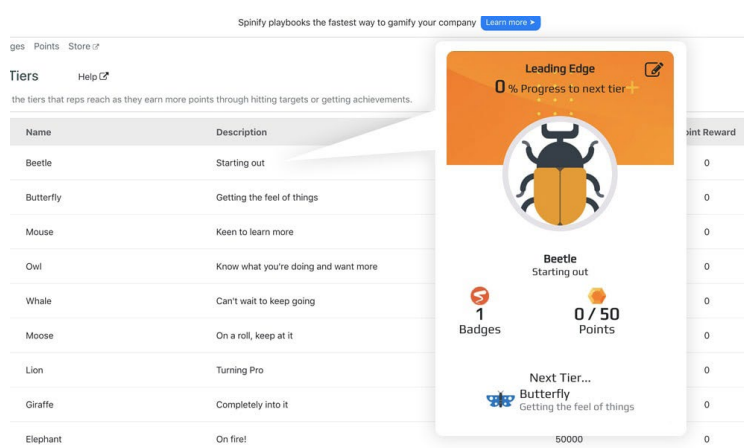 Spinify playbooks the fastest way to gamify your company Learn more ➤
ges Points Store
Tiers Help
the tiers that reps reach as they earn more points through hitting targets or getting achievements.
Name Description oint Reward
Beetle Starting out 0
Butterfly Getting the feel of things 0
Mouse Keen to learn more 0
Owl Know what you're doing and want more 0
Whale Can't wait to keep going 0
Moose On a roll, keep at it 0
Lion Turning Pro 0
Giraffe Completely into it 0
Elephant On fire! 50000 0
Leading Edge
0 % Progress to next tier
Beetle
Starting out
1 0 / 50
Badges Points
Next Tier...
Butterfly
Getting the feel of things